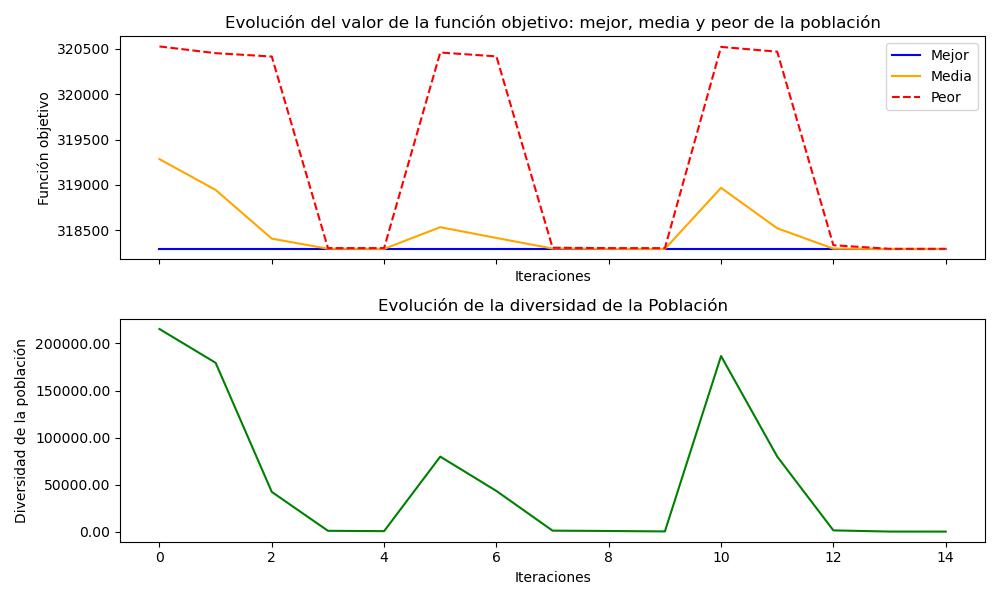 Evolución del valor de la función objetivo: mejor, media y peor de la población
320500
320000
319500
319000
318500
Función objetivo
Mejor
Media
Peor
Iteraciones
Evolución de la diversidad de la Población
200000.00
150000.00
100000.00
50000.00
0.00
Diversidad de la población
0 2 4 6 8 10 12 14
Iteraciones